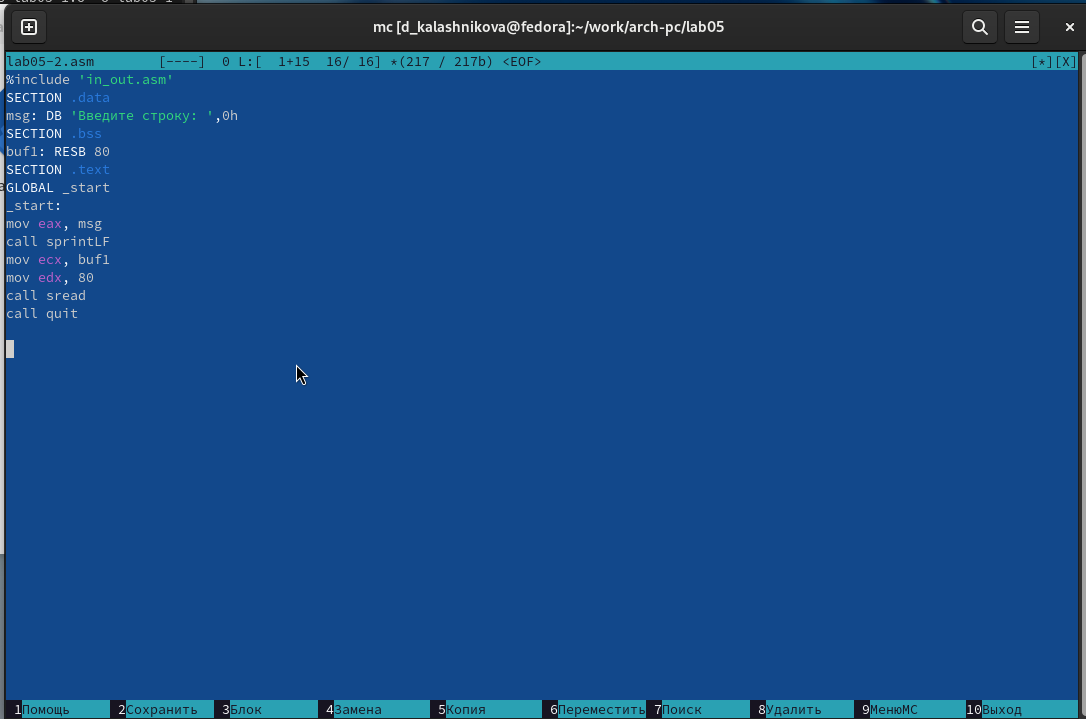 mc [d_kalashnikova@fedora]:~/work/arch-pc/lab05
lab05-2.asm [----] 0 L:[ 1+15 16/ 16] *(217 / 217b) <EOF> [*][X]
%include 'in_out.asm'
SECTION .data
msg: DB 'Введите строку: ',0h
SECTION .bss
buf1: RESB 80
SECTION .text
GLOBAL _start
_start:
mov eax, msg
call sprintLF
mov ecx, buf1
mov edx, 80
call sread
call quit
1Помощь 2Сохранить 3Блок 4Замена 5Копия 6Переместить 7Поиск 8Удалить 9МенюMC 10Выход